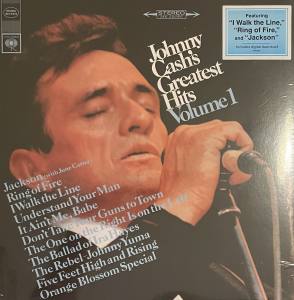 STEREO
Featuring
"I Walk the Line,"
"Ring of Fire,"
and "Jackson"
Johnny
Cash's
Greatest
Hits
Volume 1
Jackson (with June Carter)
Ring of Fire
I Walk the Line
Understand Your Man
It Ain't Me, Babe
Don't Take Your Guns to Town
The One on the Right Is on the Left
The Ballad of Ira Hayes
The Rebel-Johnny Yuma
Five Feet High and Rising
Orange Blossom Special